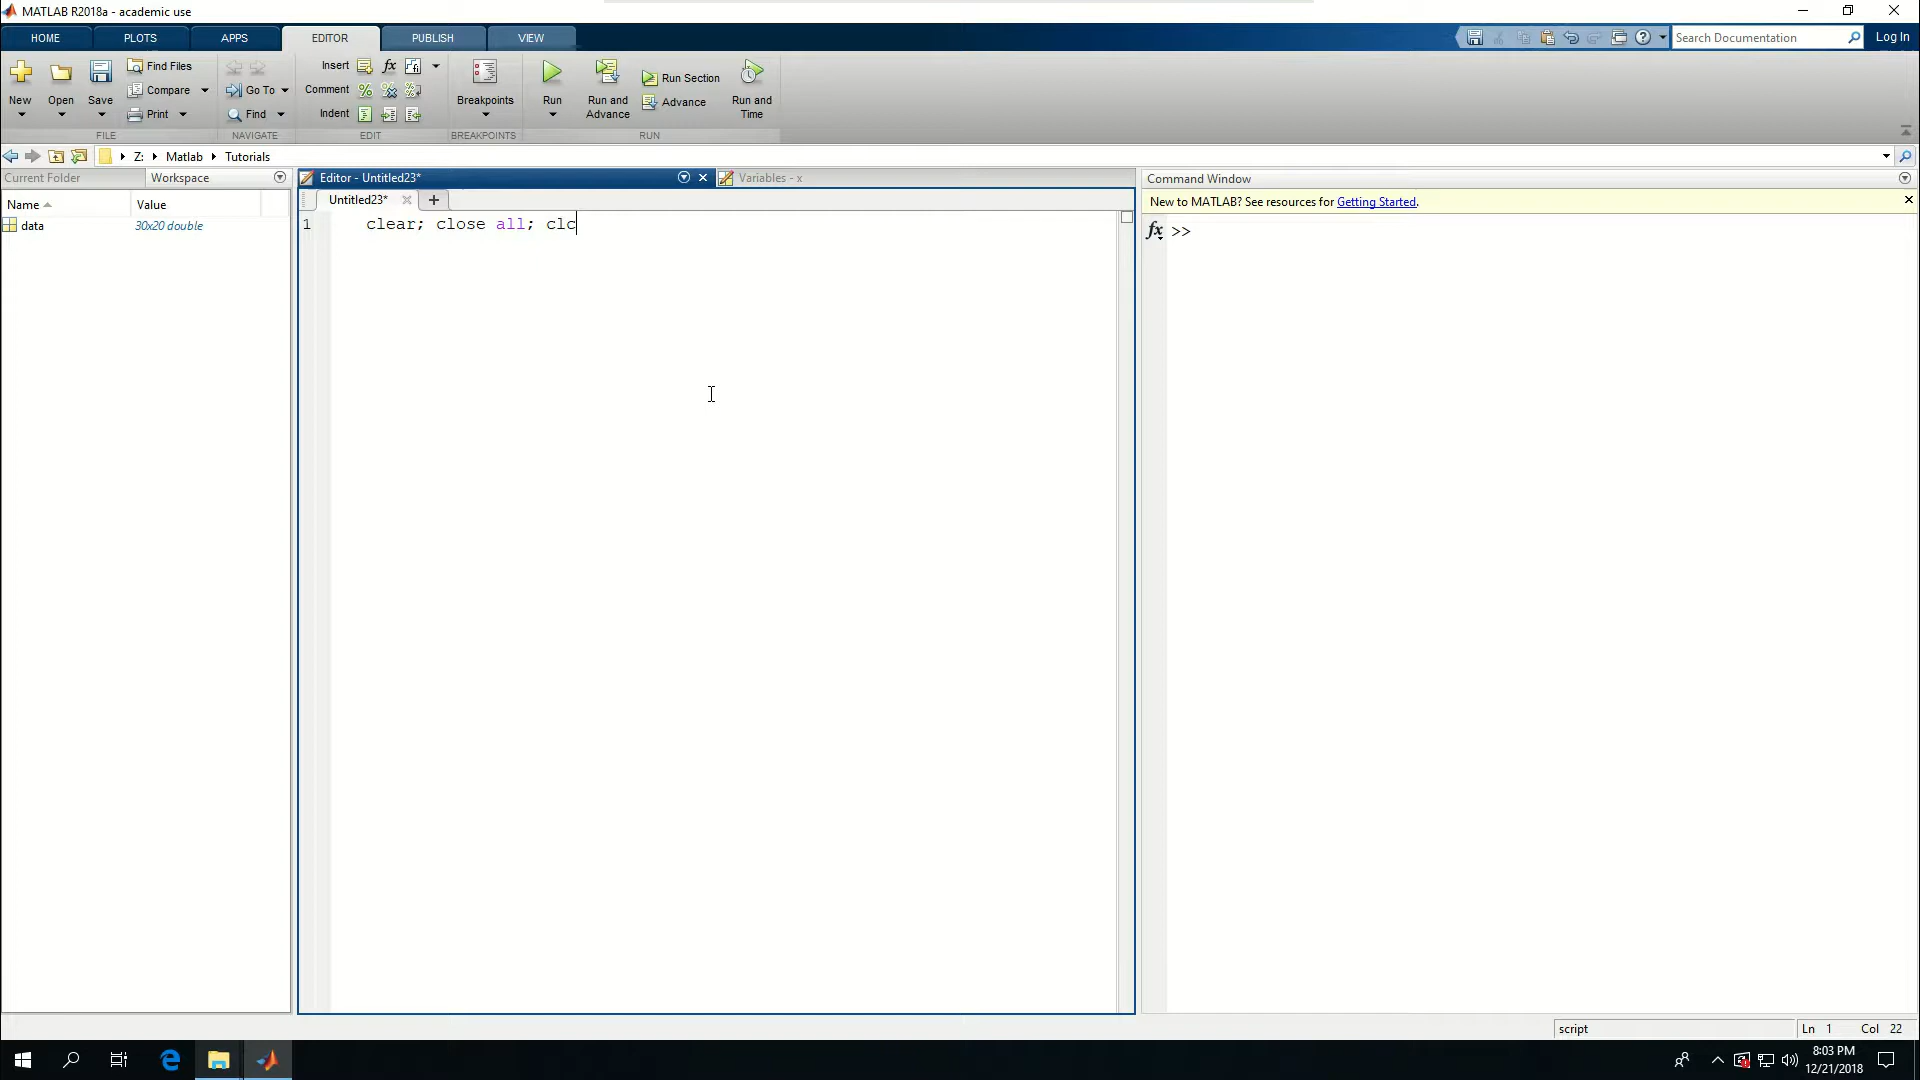 MATLAB R2018a - academic use
HOME PLOTS APPS EDITOR PUBLISH VIEW
Search Documentation
Log In
New
Open
Save
Find Files
Compare
Print
FILE
Go To
Find
NAVIGATE
Insert
fx
Comment
Indent
EDIT
Breakpoints
BREAKPOINTS
Run
Run and
Advance
Run Section
Advance
Run and
Time
RUN
Z: Matlab Tutorials
Current Folder
Workspace
Name Value
data 30x20 double
Editor - Untitled23*
Variables - x
Untitled23*
1 clear; close all; clc
Command Window
New to MATLAB? See resources for Getting Started.
fx >>
script
Ln 1 Col 22
8:03 PM
12/21/2018